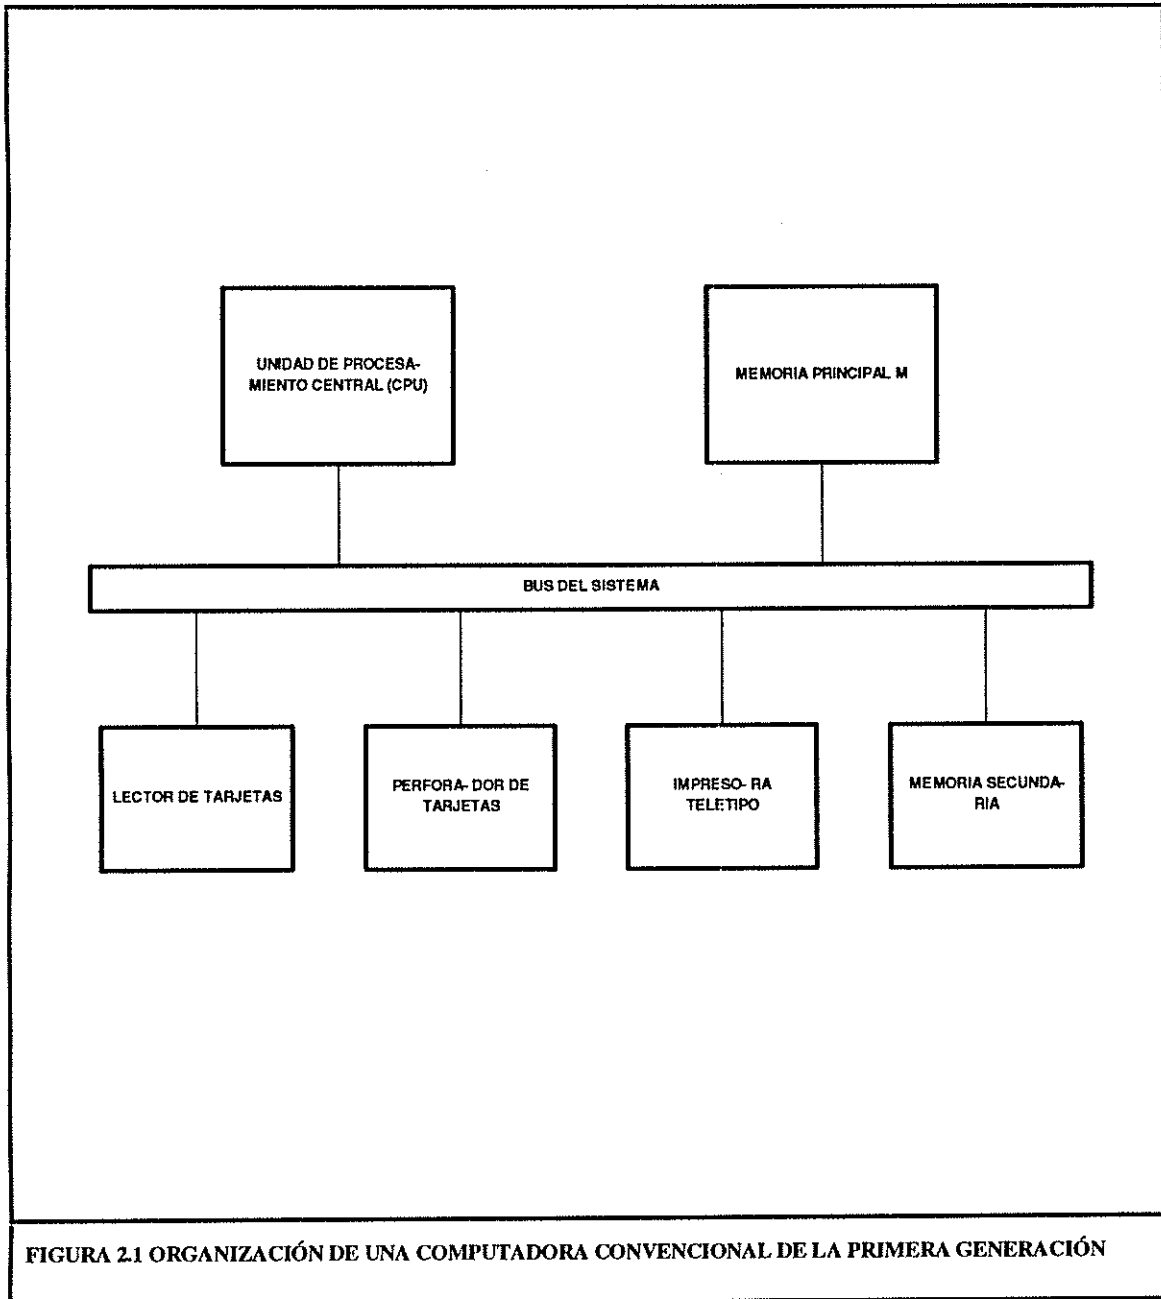 UNIDAD DE PROCESA-
MIENTO CENTRAL (CPU)
MEMORIA PRINCIPAL M
BUS DEL SISTEMA
LECTOR DE TARJETAS
PERFORA- DOR DE
TARJETAS
IMPRESO- RA
TELETIPO
MEMORIA SECUNDA-
RIA
FIGURA 2.1 ORGANIZACIÓN DE UNA COMPUTADORA CONVENCIONAL DE LA PRIMERA GENERACIÓN